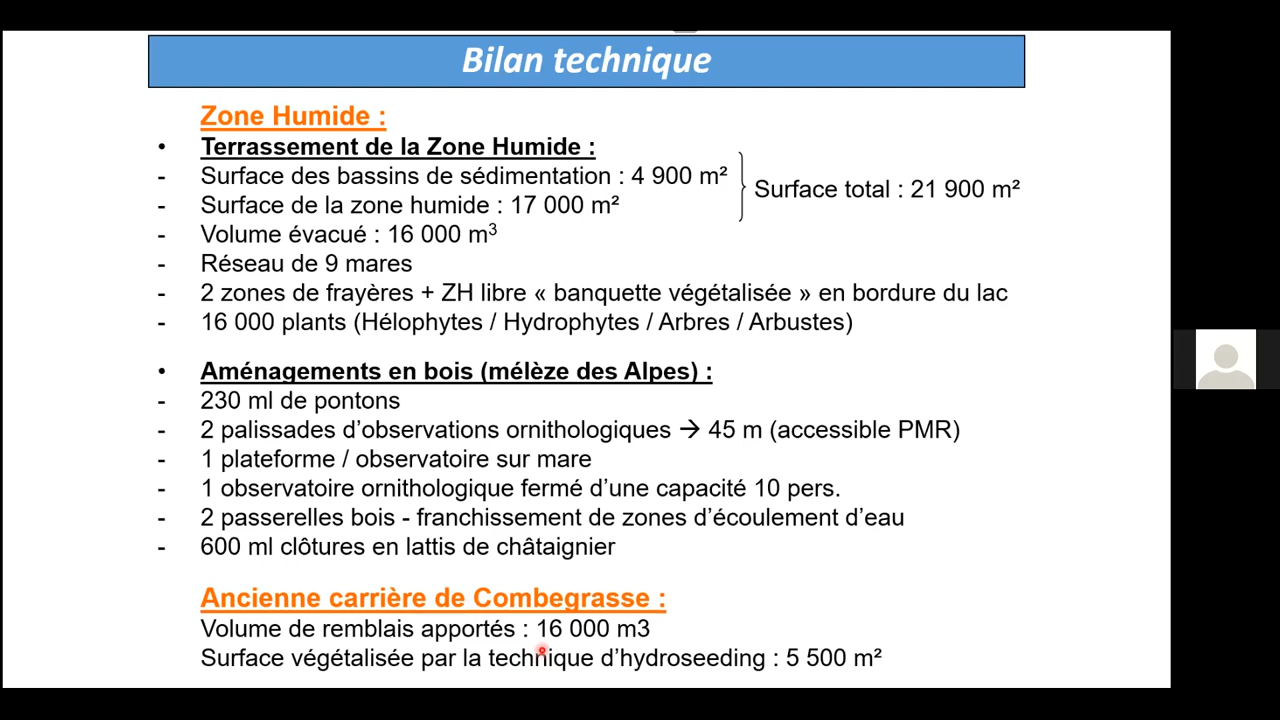 Bilan technique
Zone Humide :
• Terrassement de la Zone Humide :
- Surface des bassins de sédimentation : 4 900 m²
- Surface de la zone humide : 17 000 m²
Surface total : 21 900 m²
- Volume évacué : 16 000 m³
- Réseau de 9 mares
- 2 zones de frayères + ZH libre « banquette végétalisée » en bordure du lac
- 16 000 plants (Hélophytes / Hydrophytes / Arbres / Arbustes)
• Aménagements en bois (mélèze des Alpes) :
- 230 ml de pontons
- 2 palissades d’observations ornithologiques → 45 m (accessible PMR)
- 1 plateforme / observatoire sur mare
- 1 observatoire ornithologique fermé d’une capacité 10 pers.
- 2 passerelles bois - franchissement de zones d’écoulement d’eau
- 600 ml clôtures en lattis de châtaignier
Ancienne carrière de Combegrasse :
Volume de remblais apportés : 16 000 m3
Surface végétalisée par la technique d’hydroseeding : 5 500 m²